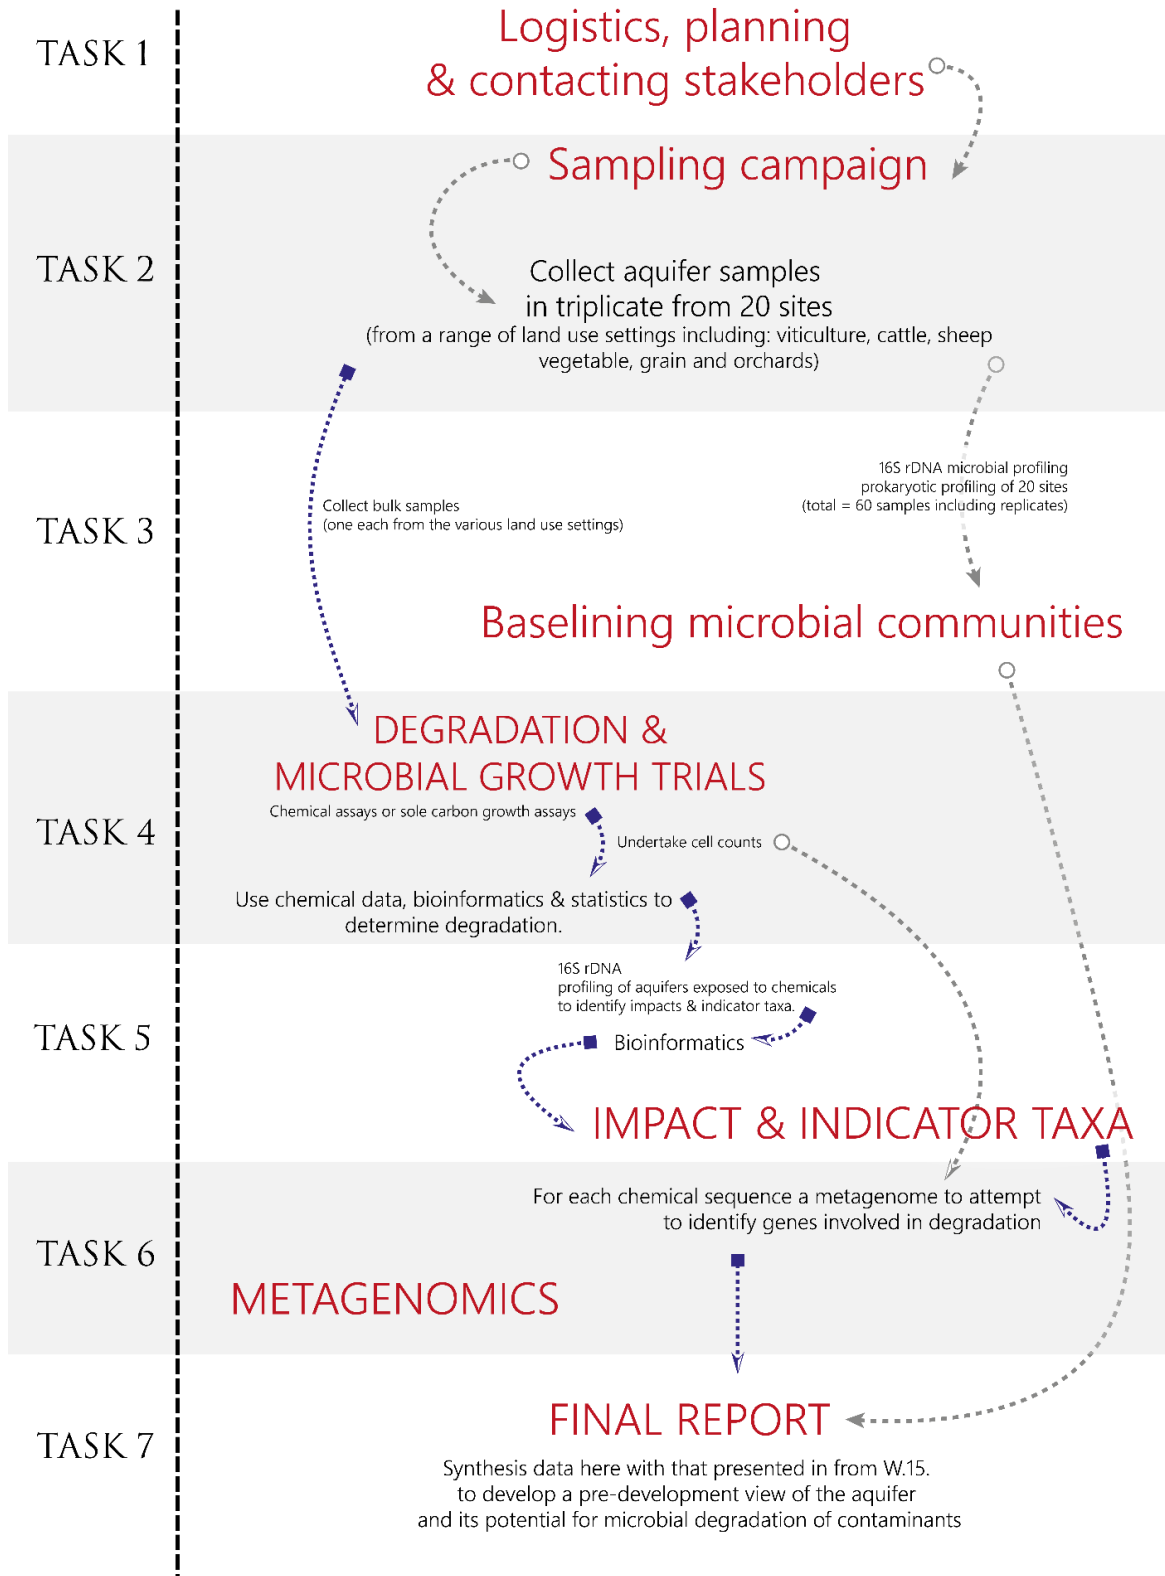 TASK 1
Logistics, planning
& contacting stakeholders
TASK 2
Sampling campaign
Collect aquifer samples
in triplicate from 20 sites
(from a range of land use settings including: viticulture, cattle, sheep
vegetable, grain and orchards)
TASK 3
16S rDNA microbial profiling
prokaryotic profiling of 20 sites
(total = 60 samples including replicates)
Collect bulk samples
(one each from the various land use settings)
Baselining microbial communities
TASK 4
DEGRADATION &
MICROBIAL GROWTH TRIALS
Chemical assays or sole carbon growth assays
Undertake cell counts
Use chemical data, bioinformatics & statistics to
determine degradation.
TASK 5
16S rDNA
profiling of aquifers exposed to chemicals
to identify impacts & indicator taxa.
Bioinformatics
IMPACT & INDICATOR TAXA
TASK 6
For each chemical sequence a metagenome to attempt
to identify genes involved in degradation
METAGENOMICS
TASK 7
FINAL REPORT
Synthesis data here with that presented in from W.15.
to develop a pre-development view of the aquifer
and its potential for microbial degradation of contaminants